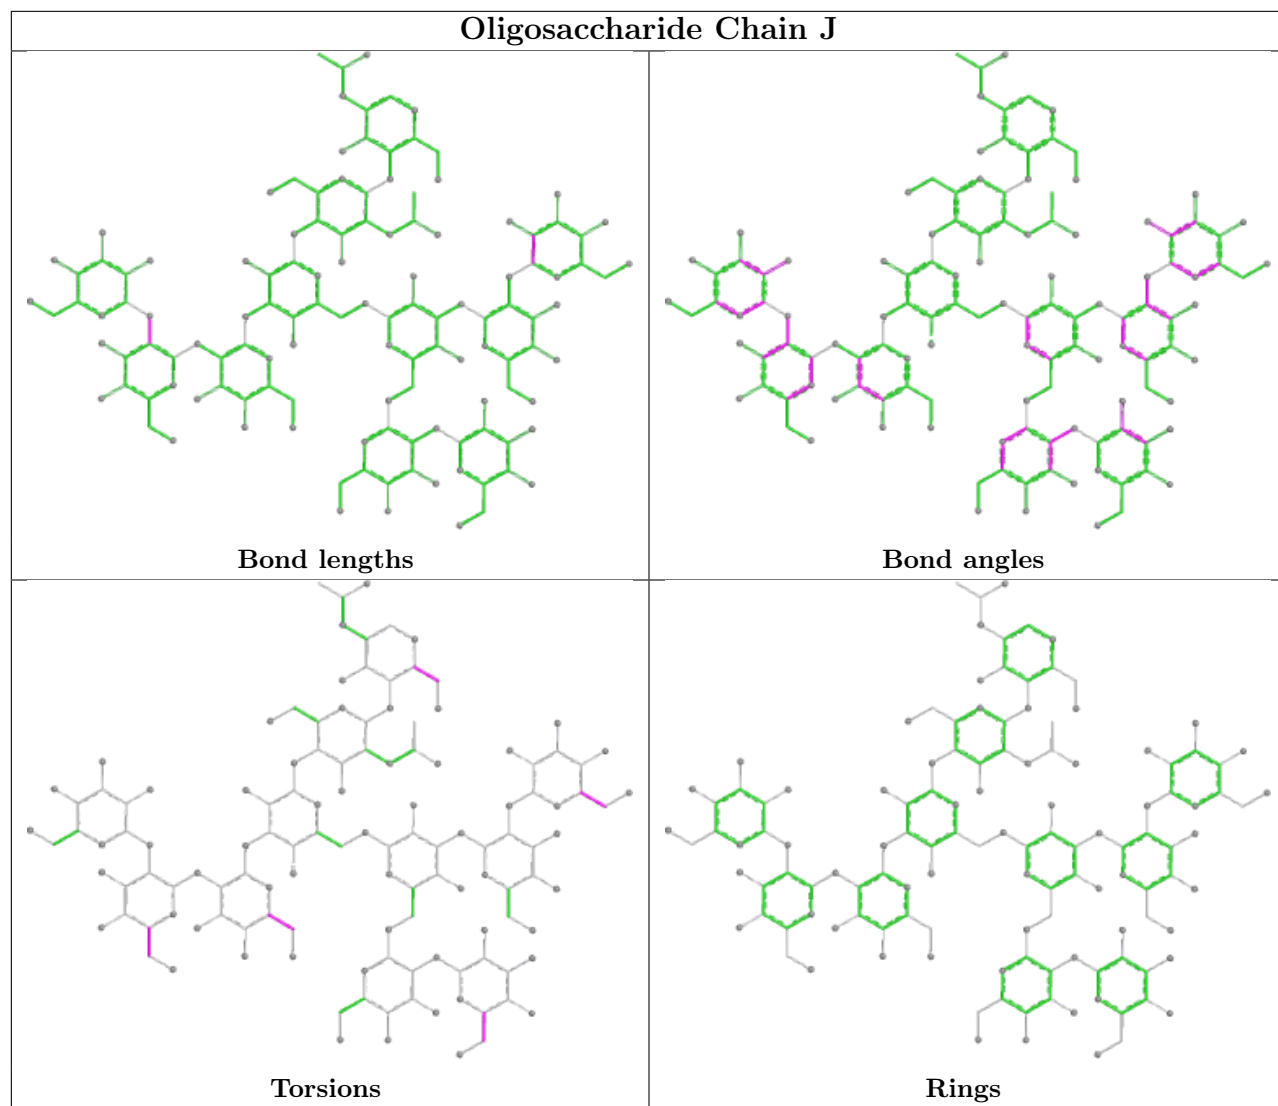 Oligosaccharide Chain J
Bond lengths
Bond angles
Torsions
Rings